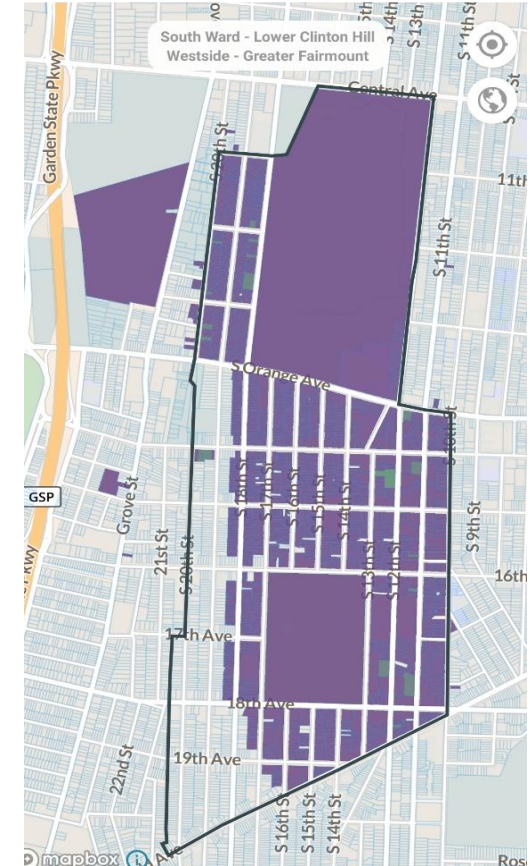 South Ward - Lower Clinton Hill
Westside - Greater Fairmount
5th
S 14th
S 13th
S 11th St
Central Ave
Garden State Pkwy
S 20th St
11th
S 11th St
S Orange Ave
S 10th St
S 18th St
S 17th St
S 16th St
S 15th St
S 14th St
GSP
Grove St
S 9th St
21st St
S 20th St
S 13th St
S 12th St
16th
17th Ave
18th Ave
19th Ave
22nd St
S 16th St
S 15th St
S 14th St
mapbox
Ave
Ros